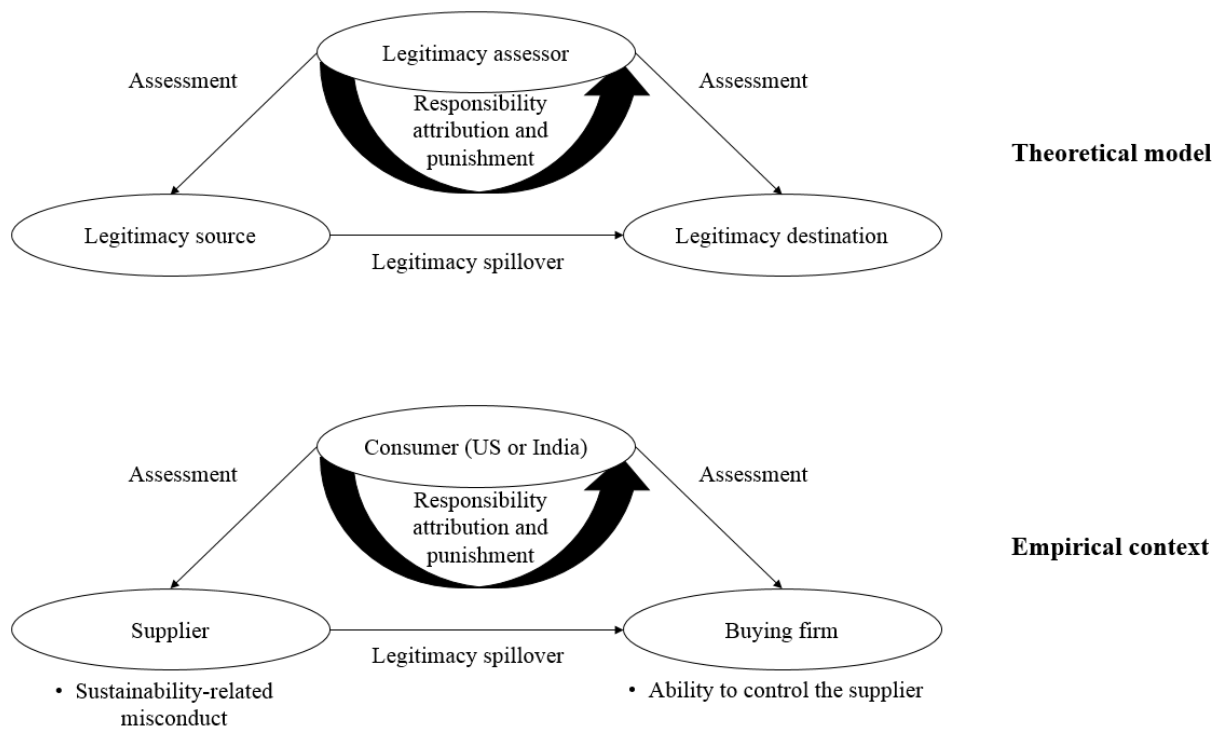 Legitimacy assessor
Assessment
Assessment
Responsibility
attribution and
punishment
Theoretical model
Legitimacy source
Legitimacy destination
Legitimacy spillover
Consumer (US or India)
Assessment
Assessment
Responsibility
attribution and
punishment
Empirical context
Supplier
Buying firm
Legitimacy spillover
• Sustainability-related
misconduct
• Ability to control the supplier